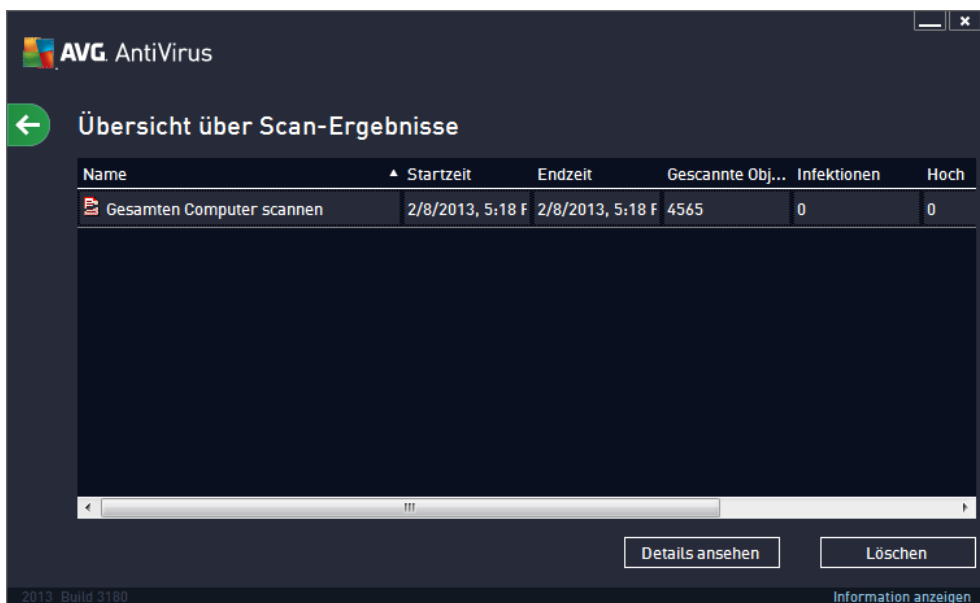 AVG AntiVirus
Übersicht über Scan-Ergebnisse
Name Startzeit Endzeit Gescannte Obj... Infektionen Hoch
Gesamten Computer scannen 2/8/2013, 5:18 2/8/2013, 5:18 4565 0 0
Details ansehen Löschen
2013 Build 3180 Information anzeigen